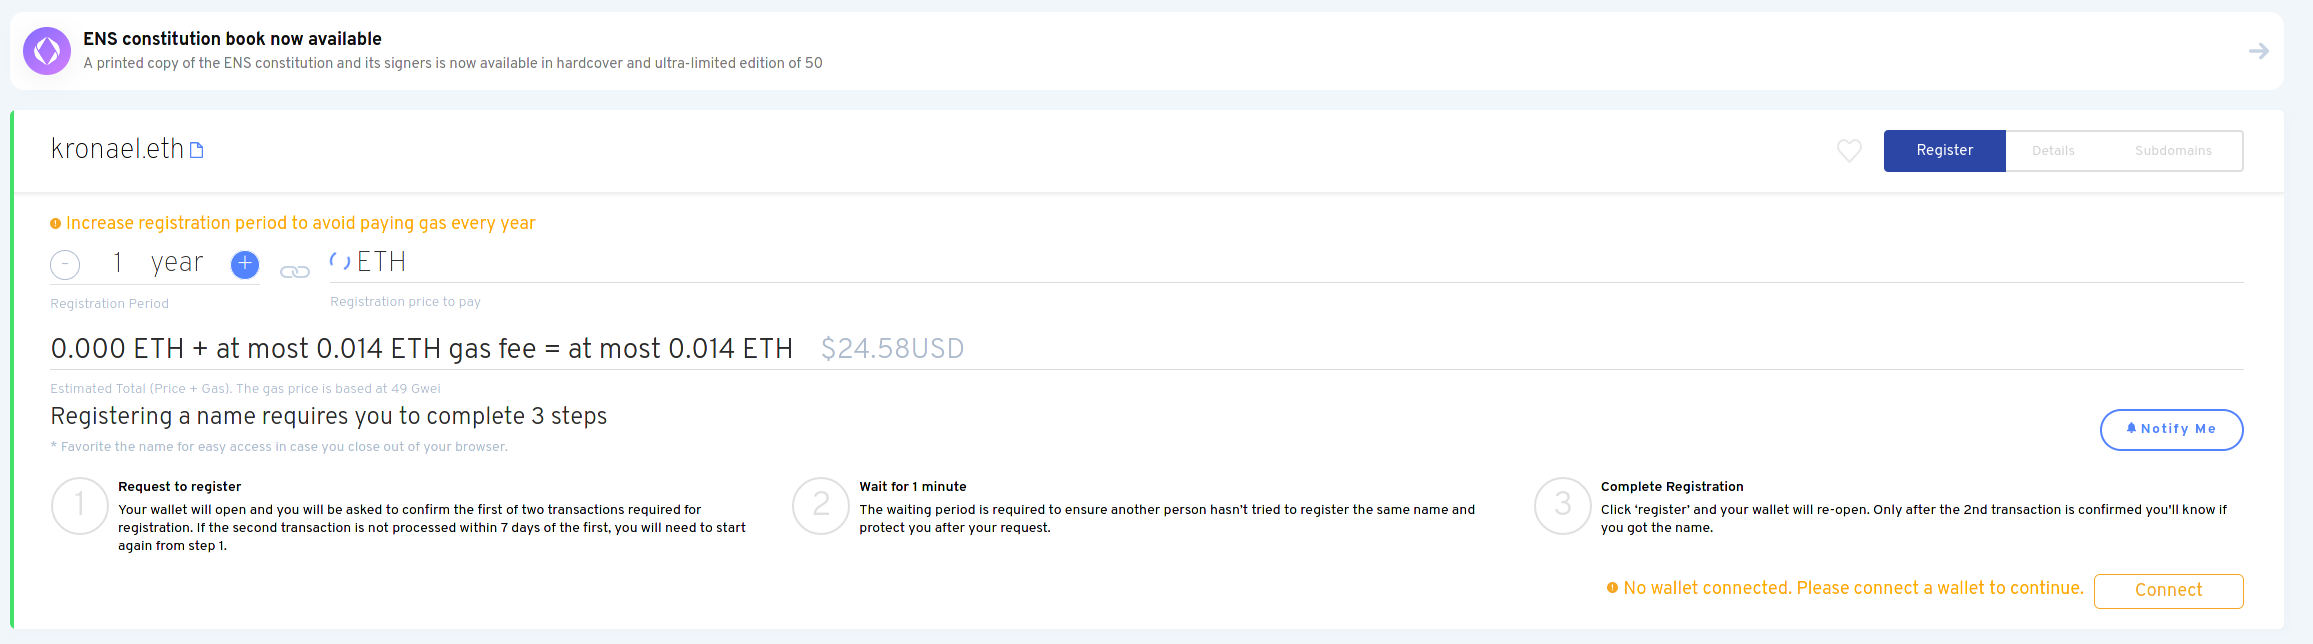 ENS constitution book now available
A printed copy of the ENS constitution and its signers is now available in hardcover and ultra-limited edition of 50
kronael.eth
Register Details Subdomains
Increase registration period to avoid paying gas every year
- 1 year + ETH
Registration Period
Registration price to pay
0.000 ETH + at most 0.014 ETH gas fee = at most 0.014 ETH $24.58USD
Estimated Total (Price + Gas). The gas price is based at 49 Gwei
Registering a name requires you to complete 3 steps
* Favorite the name for easy access in case you close out of your browser.
Notify Me
1
Request to register
Your wallet will open and you will be asked to confirm the first of two transactions required for
registration. If the second transaction is not processed within 7 days of the first, you will need to start
again from step 1.
2
Wait for 1 minute
The waiting period is required to ensure another person hasn't tried to register the same name and
protect you after your request.
3
Complete Registration
Click ‘register’ and your wallet will re-open. Only after the 2nd transaction is confirmed you'll know if
you got the name.
No wallet connected. Please connect a wallet to continue.
Connect